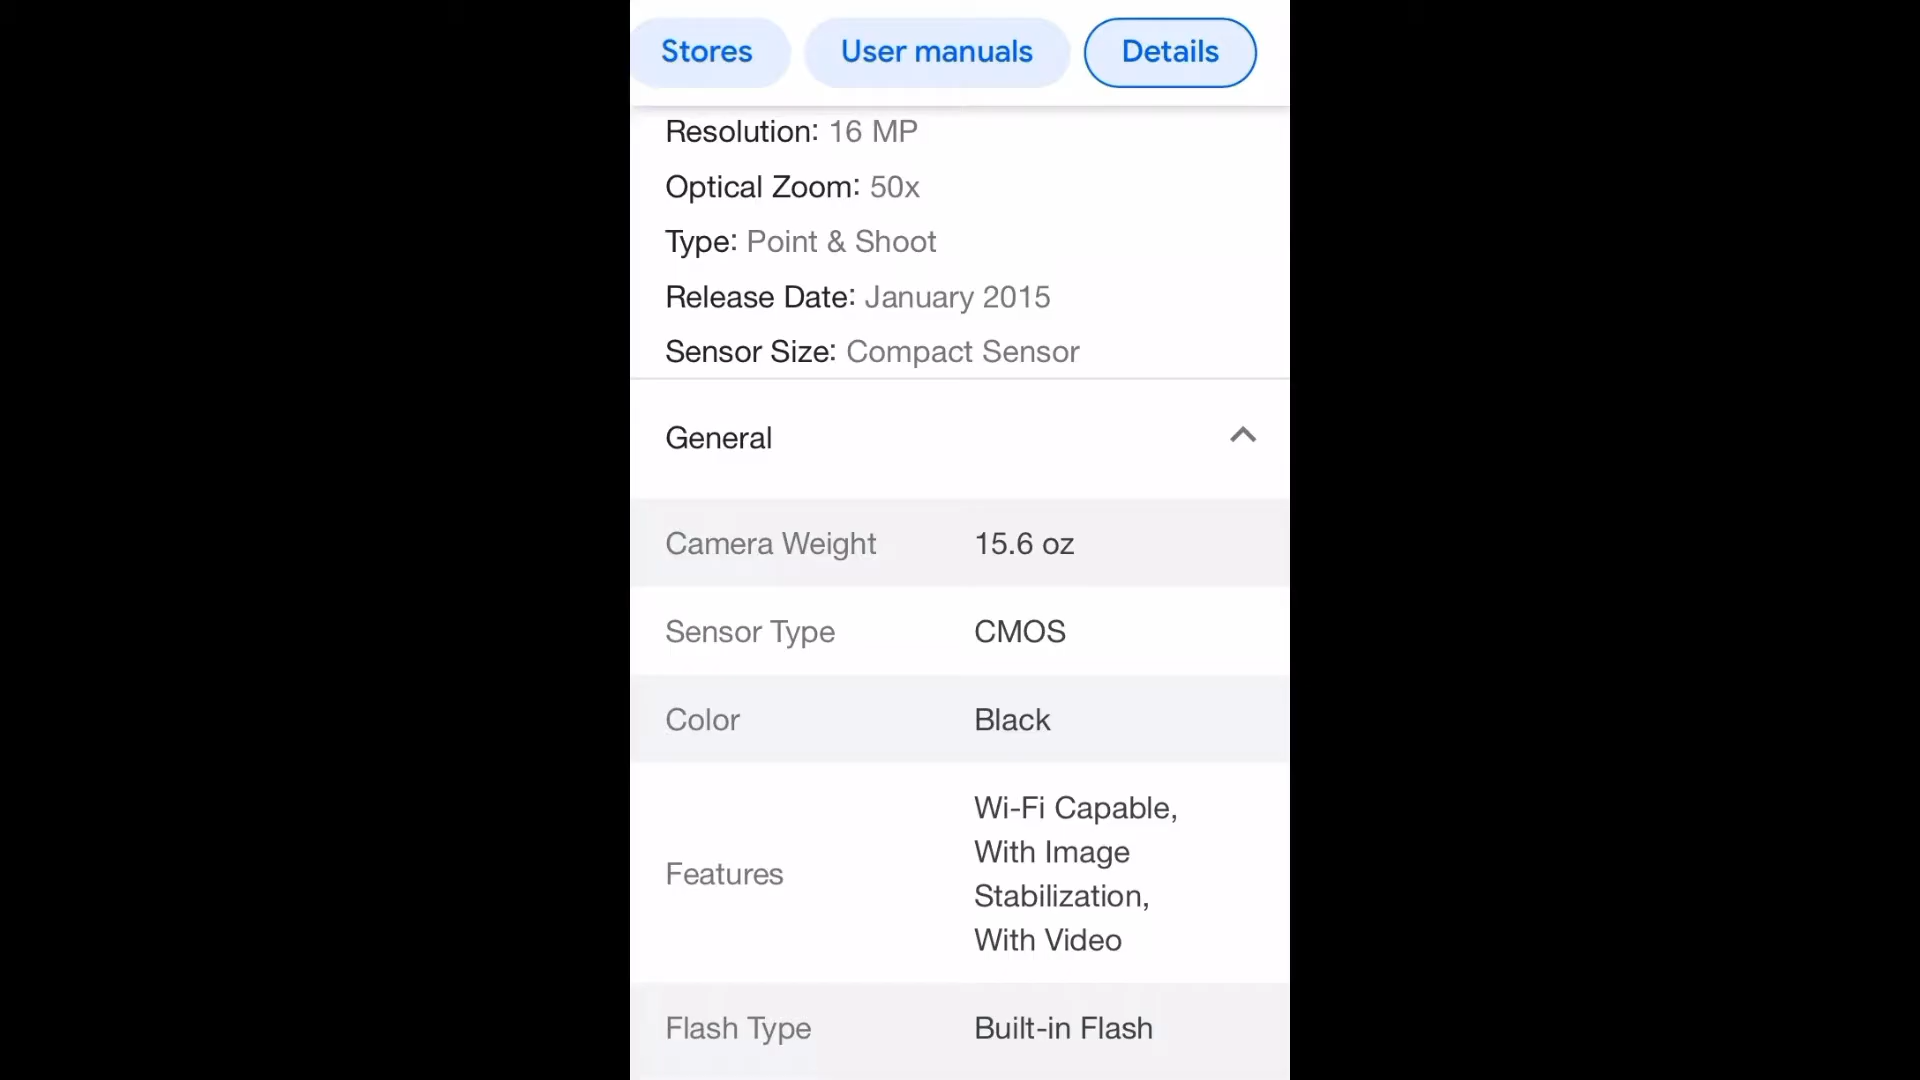 Stores User manuals Details
Resolution: 16 MP
Optical Zoom: 50x
Type: Point & Shoot
Release Date: January 2015
Sensor Size: Compact Sensor
General
Camera Weight 15.6 oz
Sensor Type CMOS
Color Black
Features Wi-Fi Capable,
With Image
Stabilization,
With Video
Flash Type Built-in Flash